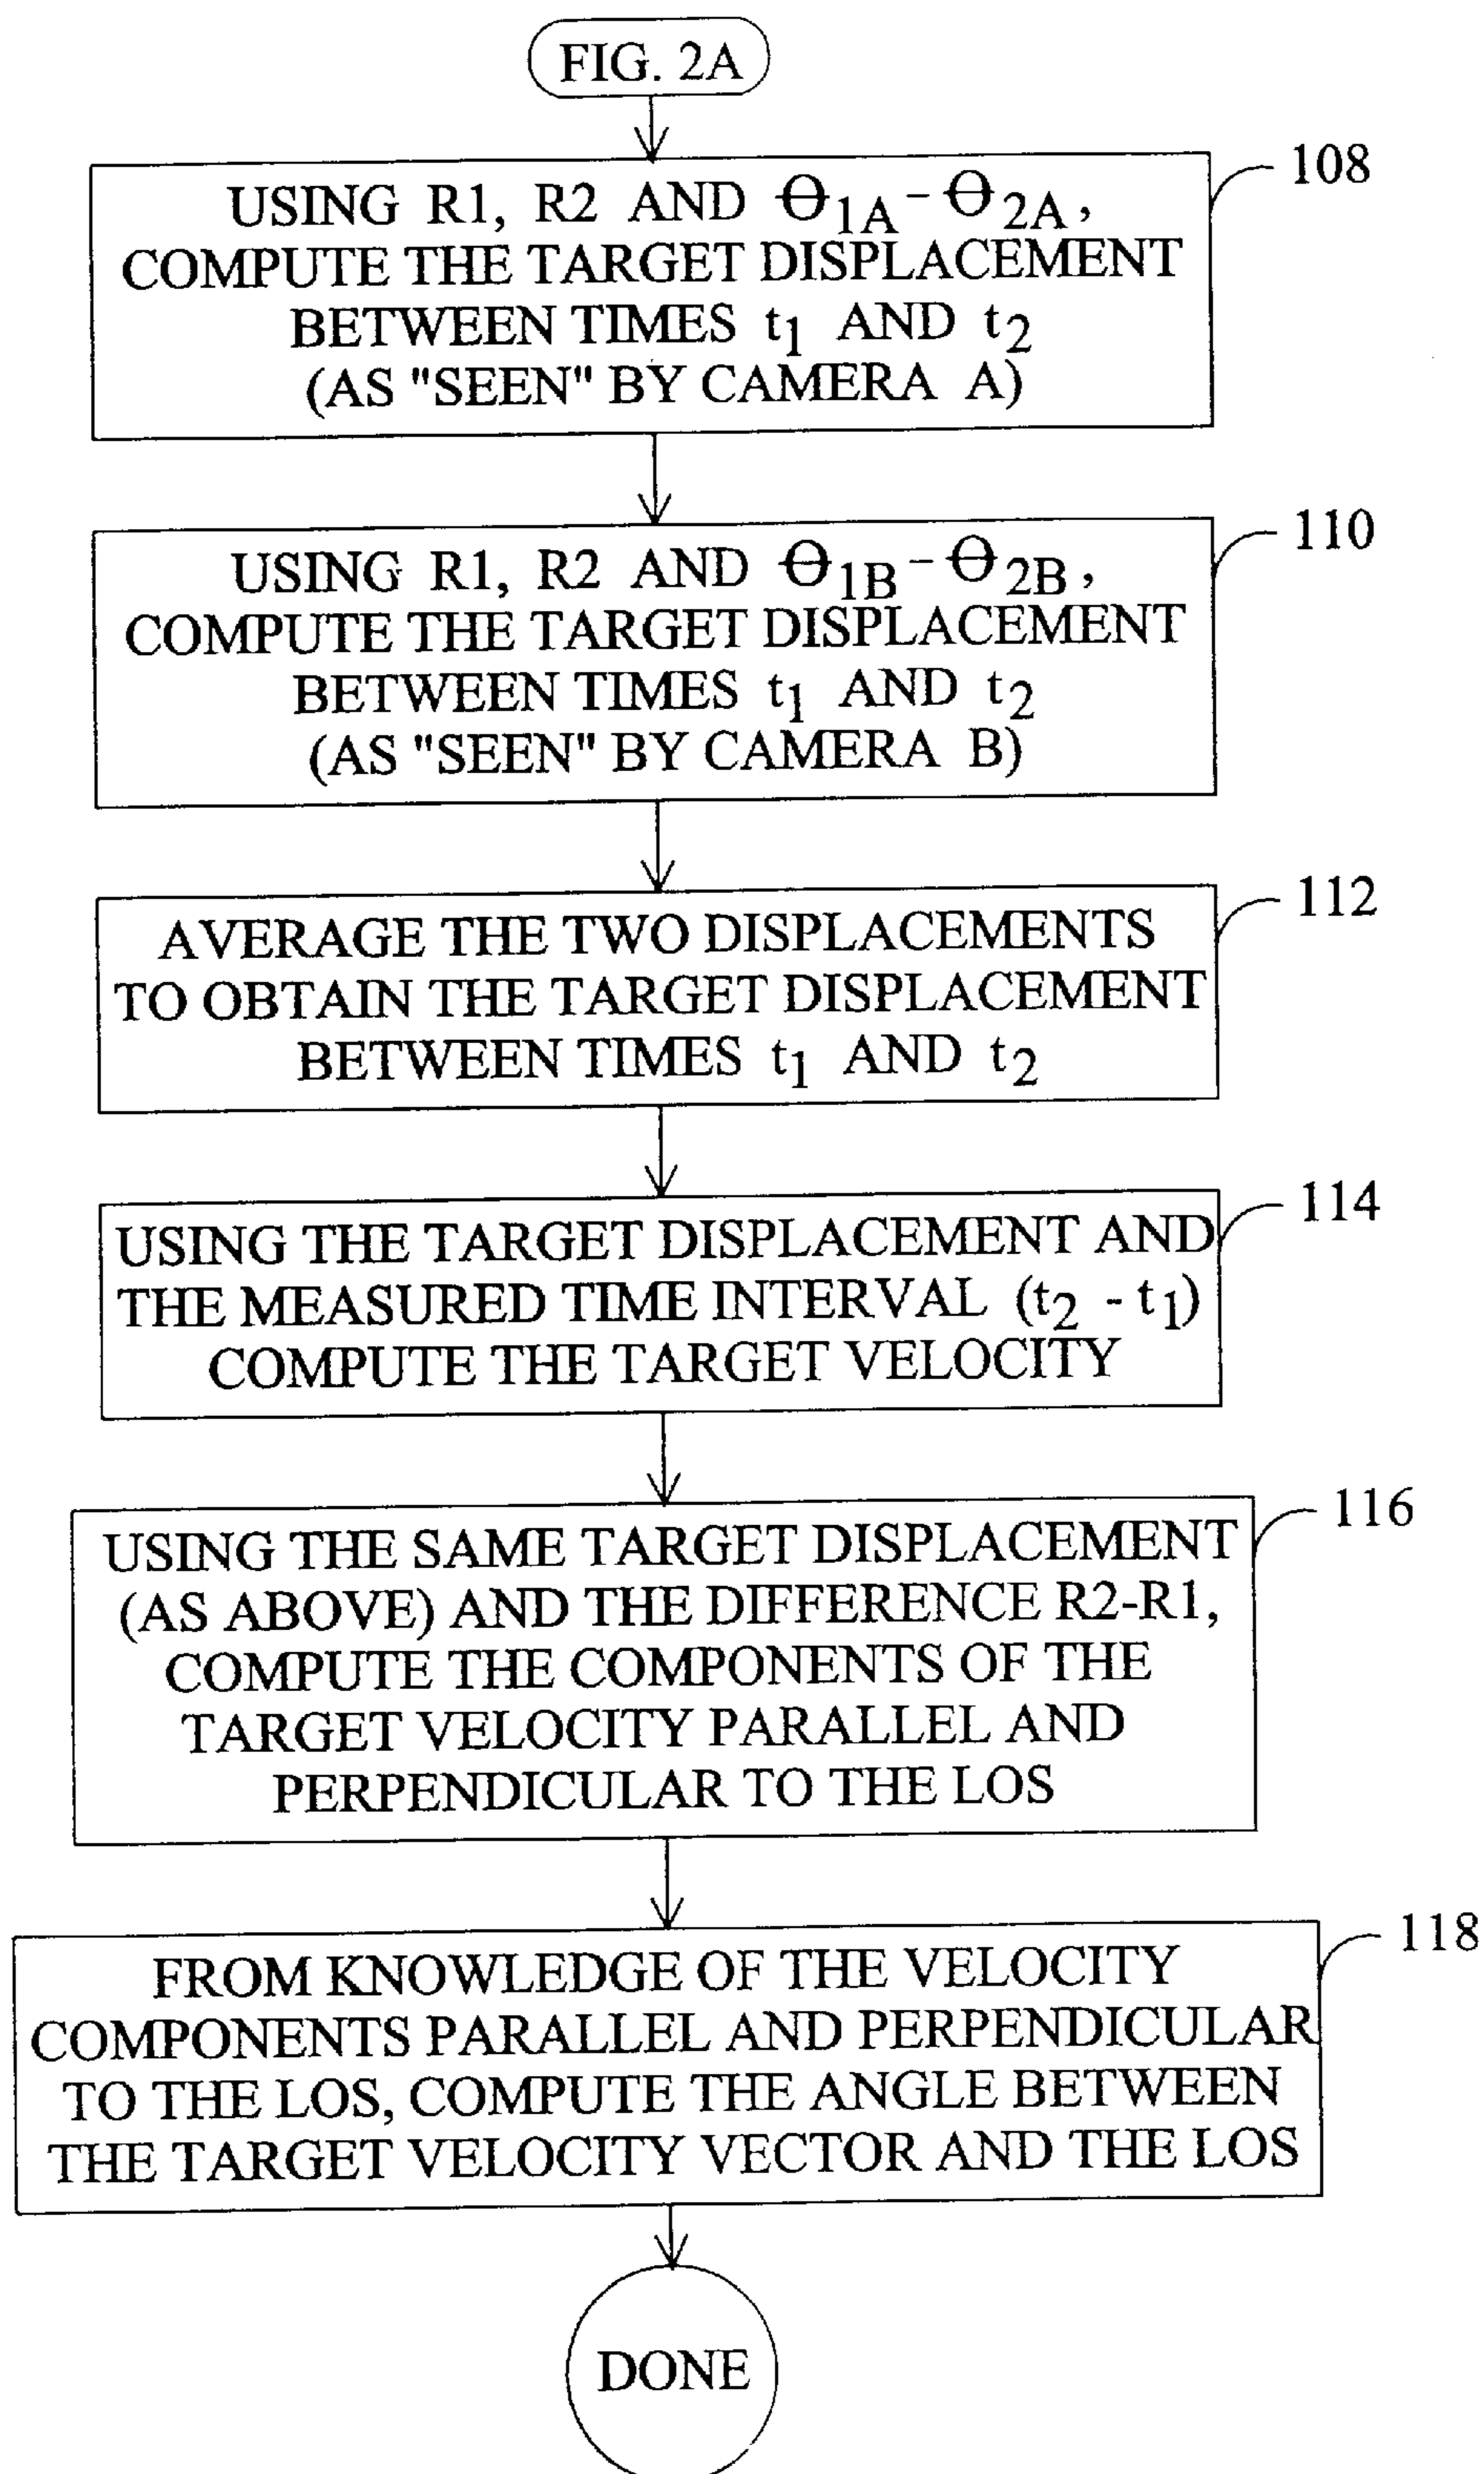 FIG. 2A
108
USING R1, R2 AND Θ1A - Θ2A,
COMPUTE THE TARGET DISPLACEMENT
BETWEEN TIMES t1 AND t2
(AS "SEEN" BY CAMERA A)
110
USING R1, R2 AND Θ1B - Θ2B,
COMPUTE THE TARGET DISPLACEMENT
BETWEEN TIMES t1 AND t2
(AS "SEEN" BY CAMERA B)
112
AVERAGE THE TWO DISPLACEMENTS
TO OBTAIN THE TARGET DISPLACEMENT
BETWEEN TIMES t1 AND t2
114
USING THE TARGET DISPLACEMENT AND
THE MEASURED TIME INTERVAL (t2 - t1)
COMPUTE THE TARGET VELOCITY
116
USING THE SAME TARGET DISPLACEMENT
(AS ABOVE) AND THE DIFFERENCE R2-R1,
COMPUTE THE COMPONENTS OF THE
TARGET VELOCITY PARALLEL AND
PERPENDICULAR TO THE LOS
118
FROM KNOWLEDGE OF THE VELOCITY
COMPONENTS PARALLEL AND PERPENDICULAR
TO THE LOS, COMPUTE THE ANGLE BETWEEN
THE TARGET VELOCITY VECTOR AND THE LOS
DONE